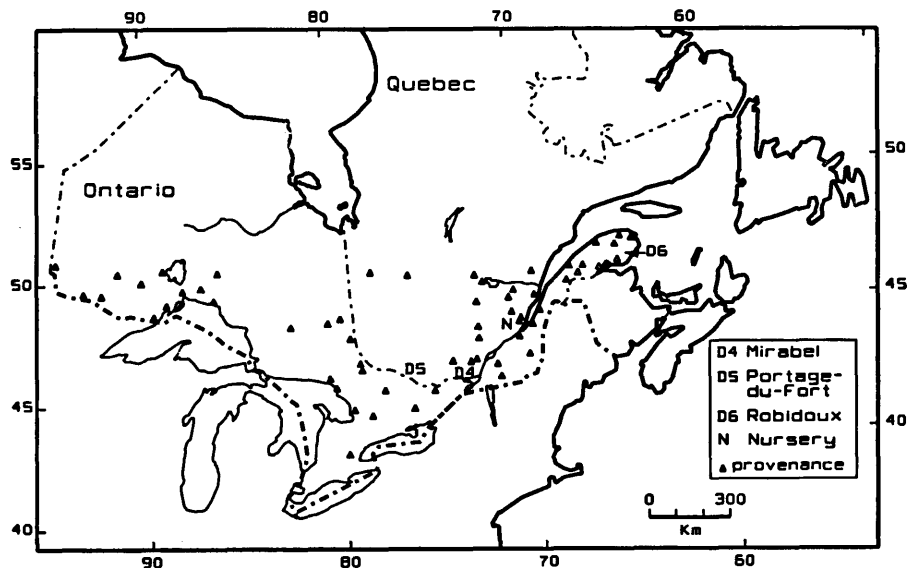 90
80
70
60
Quebec
55
50
Ontario
D6
50
45
N
D5
D4
D4 Mirabel
D5 Portage-
du-Fort
D6 Robidoux
N Nursery
provenance
45
40
0 300
Km
40
90
80
70
60